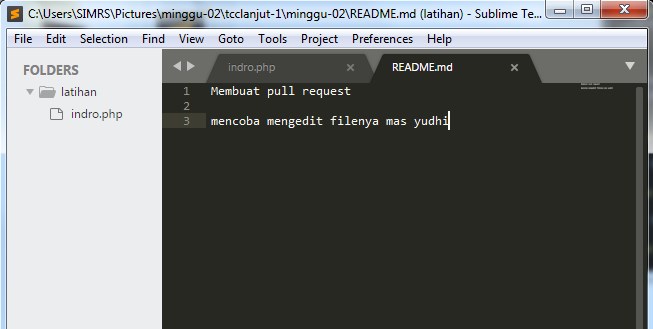 C:\Users\SIMRS\Pictures\minggu-02\tcclanjut-1\minggu-02\README.md (latihan) - Sublime Te...
File Edit Selection Find View Goto Tools Project Preferences Help
FOLDERS
latihan
indro.php
indro.php README.md
1 Membuat pull request
2
3 mencoba mengedit filenya mas yudhi